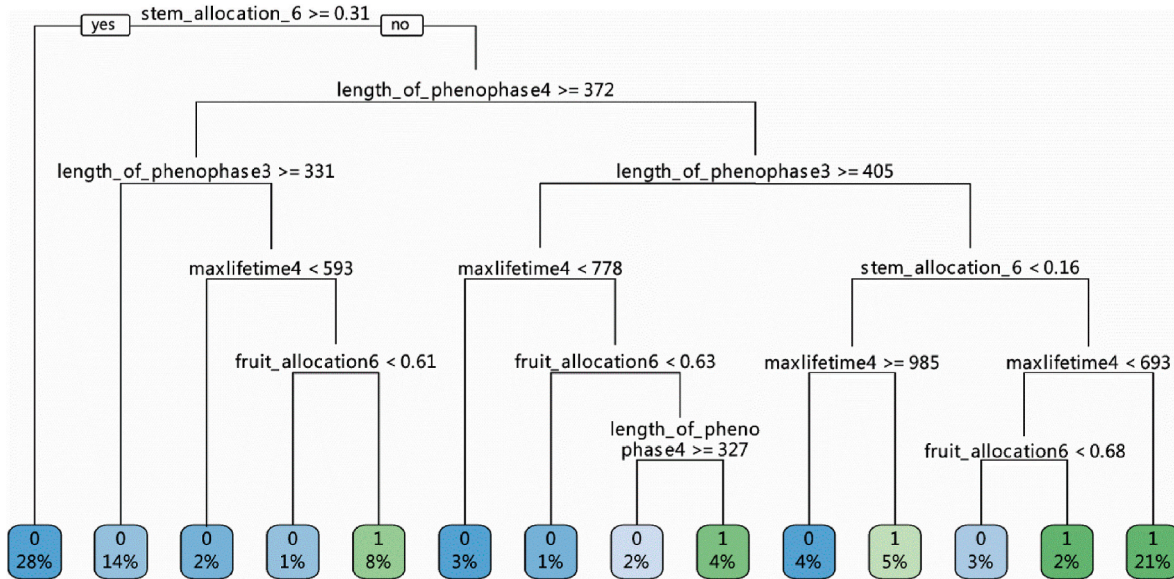 stem_allocation_6 >= 0.31
yes
no
length_of_phenophase4 >= 372
length_of_phenophase3 >= 331
length_of_phenophase3 >= 405
maxlifetime4 < 593
maxlifetime4 < 778
stem_allocation_6 < 0.16
fruit_allocation6 < 0.61
fruit_allocation6 < 0.63
maxlifetime4 >= 985
maxlifetime4 < 693
length_of_pheno
phase4 >= 327
fruit_allocation6 < 0.68
0
28%
0
14%
0
2%
0
1%
1
8%
0
3%
0
1%
0
2%
1
4%
0
4%
1
5%
0
3%
1
2%
1
21%